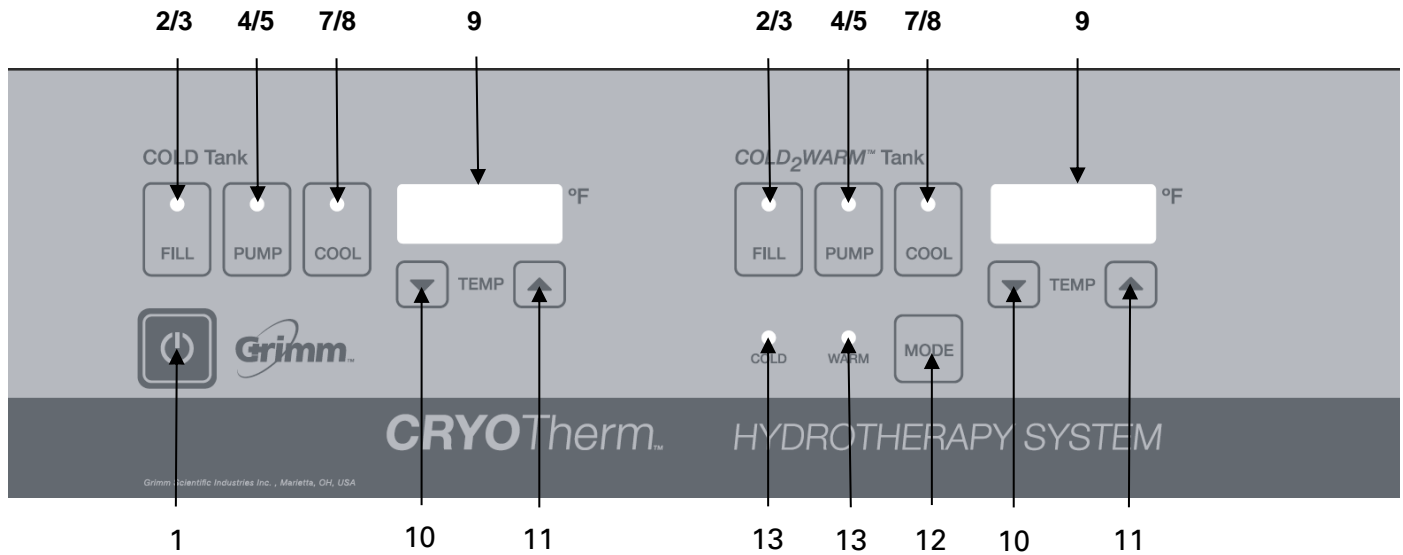 2/3 4/5 7/8 9 2/3 4/5 7/8 9
COLD Tank COLD2WARM™ Tank
FILL PUMP COOL °F FILL PUMP COOL °F
TEMP TEMP
Grimm™ COLD WARM MODE
CRYOTherm™ HYDROTHERAPY SYSTEM
Grimm Scientific Industries Inc. , Marietta, OH, USA
1 10 11 13 13 12 10 11